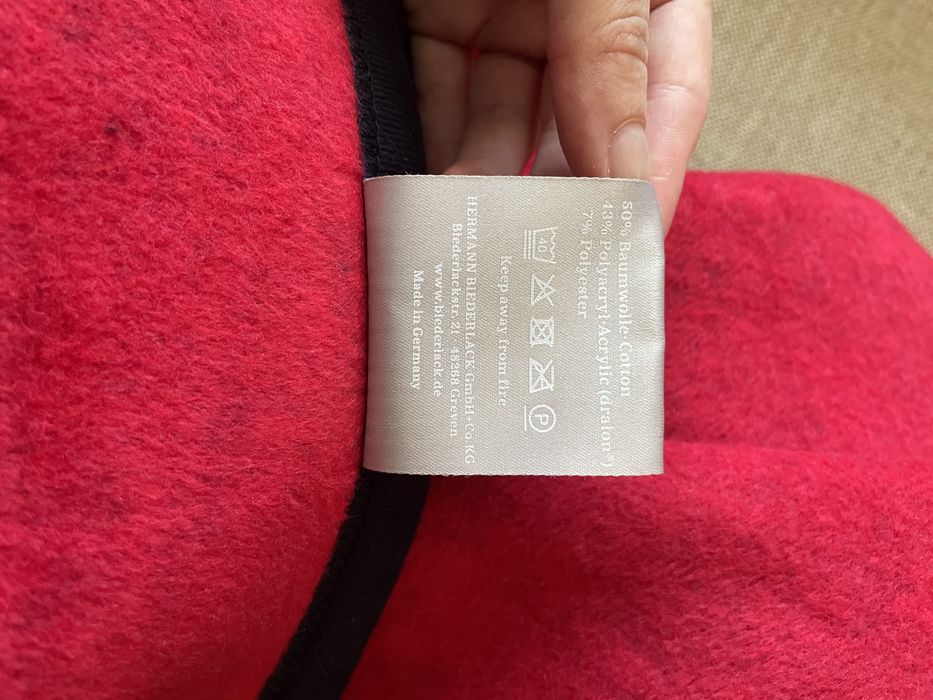 50% Baumwolle Cotton
43% Polyacryl Acrylic (dralon®)
7% Polyester
40 P
Keep away from fire
HERMANN BIEDERLACK GmbH + Co. KG
Biederlackstr. 21 · 48268 Greven
www.biederlack.de
Made in Germany